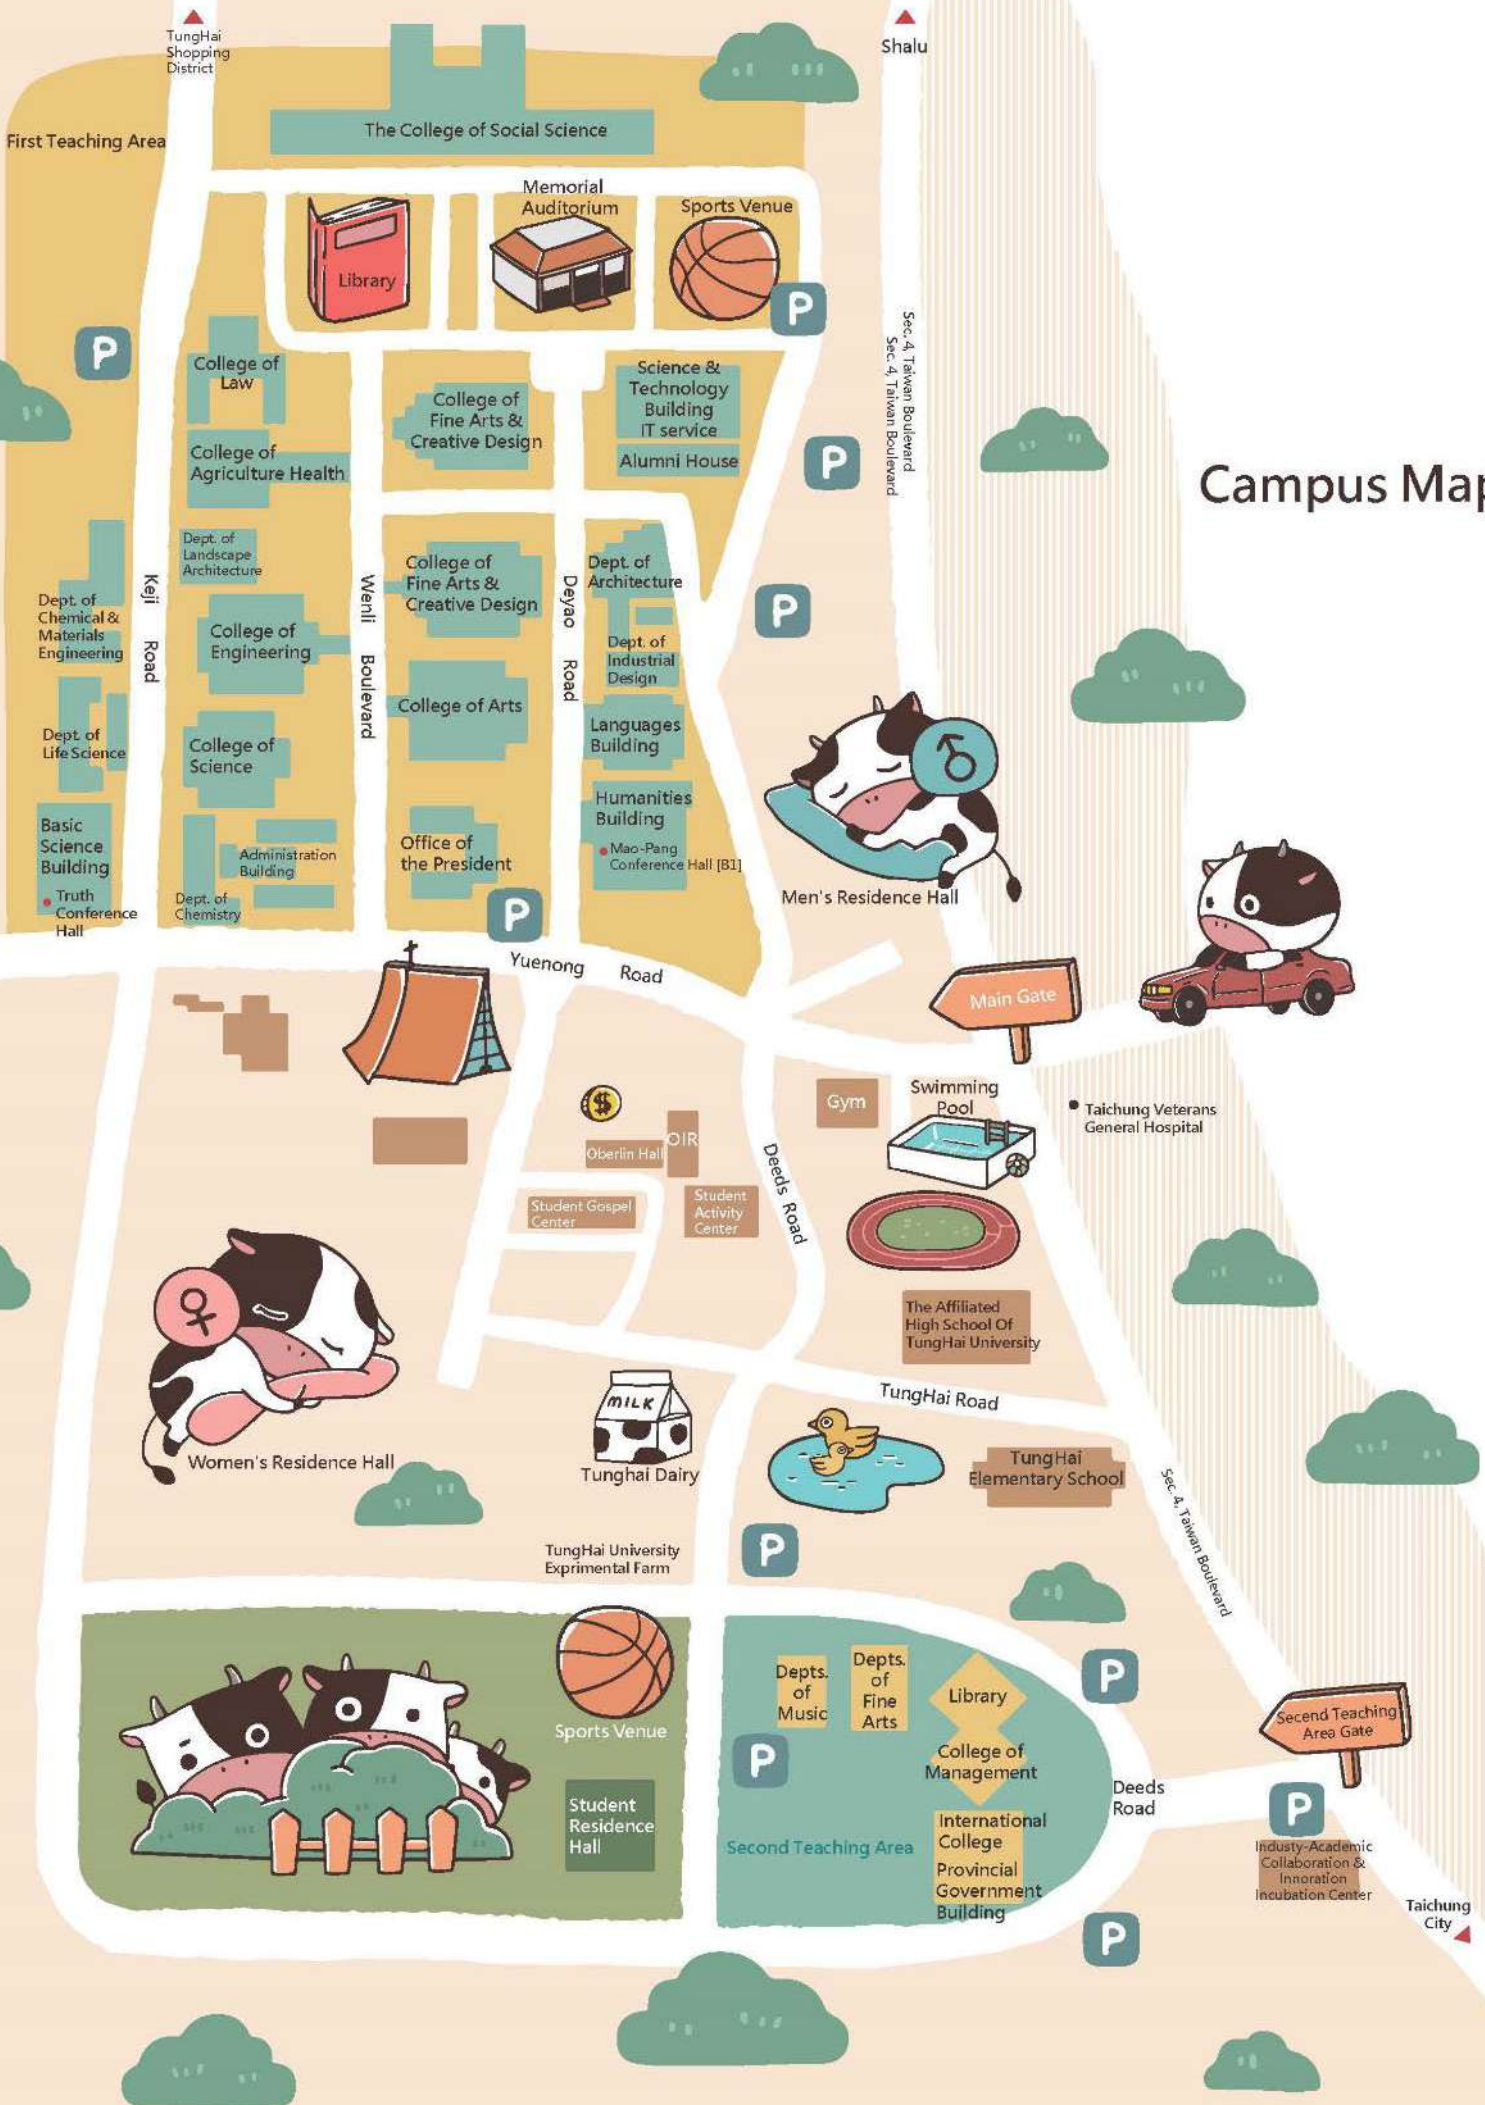 TungHai
Shopping
District
Shalu
First Teaching Area
The College of Social Science
Memorial
Auditorium
Sports Venue
Library
P
P
Sec. 4, Taiwan Boulevard
Sec. 4, Taiwan Boulevard
College of
Law
College of
Fine Arts &
Creative Design
Science &
Technology
Building
IT service
Alumni House
P
College of
Agriculture Health
Campus Map
Dept. of
Landscape
Architecture
College of
Fine Arts &
Creative Design
Dept. of
Architecture
P
Keji Road
Wenli Boulevard
Deyao Road
Dept. of
Chemical &
Materials
Engineering
College of
Engineering
Dept. of
Industrial
Design
College of Arts
Dept. of
Life Science
College of
Science
Languages
Building
Basic
Science
Building
Truth
Conference
Hall
Administration
Building
Dept. of
Chemistry
Office of
the President
Humanities
Building
Mao-Pang
Conference Hall [B1]
Men's Residence Hall
P
Yuenong Road
Main Gate
Gym
Swimming
Pool
Taichung Veterans
General Hospital
$
Oberlin Hall
OIR
Student Gospel
Center
Student
Activity
Center
Deeds Road
The Affiliated
High School Of
TungHai University
TungHai Road
MILK
Tunghai Dairy
Women's Residence Hall
TungHai
Elementary School
Sec. 4, Taiwan Boulevard
P
TungHai University
Exprimental Farm
Sports Venue
Student
Residence
Hall
Depts.
of
Music
Depts.
of
Fine
Arts
Library
P
P
College of
Management
Second Teaching Area
International
College
Provincial
Government
Building
Deeds
Road
Secend Teaching
Area Gate
P
Industy-Academic
Collaboration &
Innoration
Incubation Center
Taichung
City
P